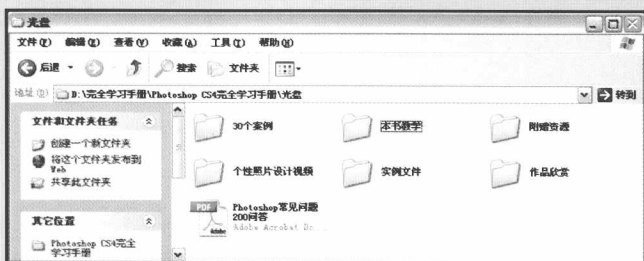 光盘
文件(F) 编辑(E) 查看(V) 收藏(A) 工具(T) 帮助(H)
后退 搜索 文件夹
地址(D) D:\完全学习手册\Photoshop CS4完全学习手册\光盘 转到
文件和文件夹任务
创建一个新文件夹
将这个文件夹发布到
Web
共享此文件夹
其它位置
Photoshop CS4完全
学习手册
30个案例 本书教学 附赠资源
个性照片设计视频 实例文件 作品欣赏
PDF Adobe Photoshop常见问题
200问答
Adobe Acrobat Do...